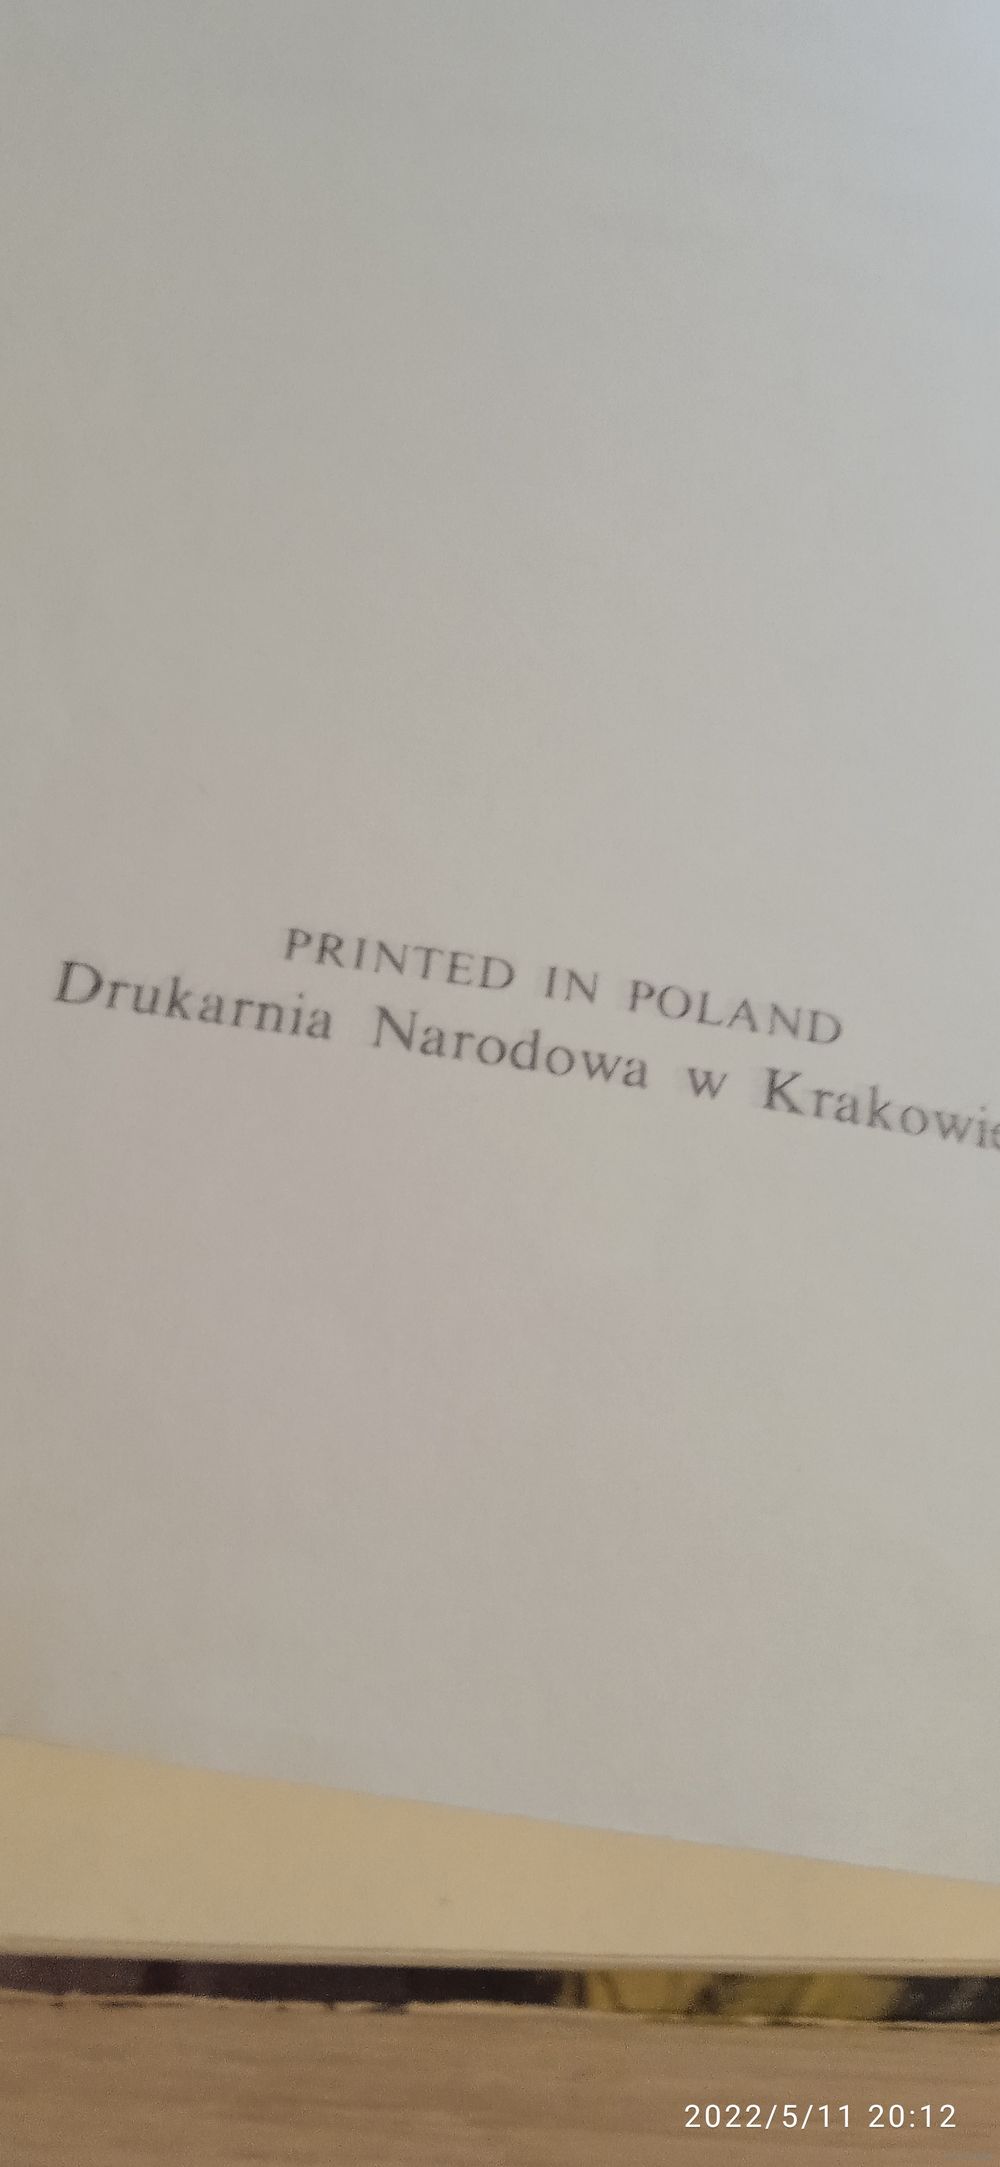 PRINTED IN POLAND
Drukarnia Narodowa w Krakowie
2022/5/11 20:12